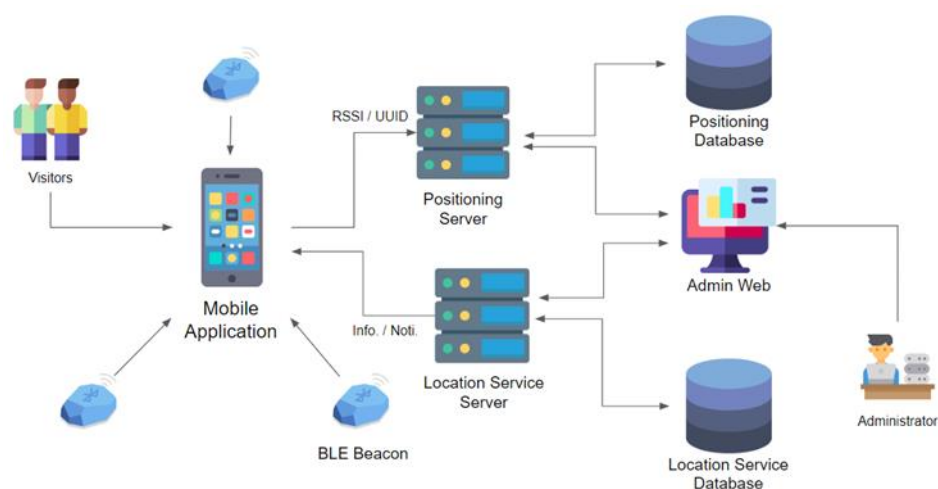 RSSI / UUID
Positioning
Database
Visitors
Positioning
Server
Admin Web
Mobile
Application
Info. / Noti.
Location Service
Server
Administrator
BLE Beacon
Location Service
Database